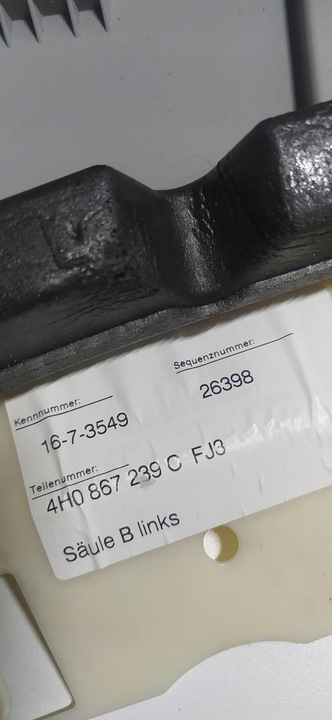 Kennnummer:
16-7-3549
Sequenznummer:
26398
Teilenummer:
4H0 867 239 C FJ3
Säule B links